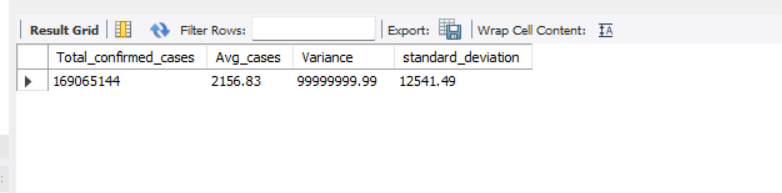 Result Grid Filter Rows: Export: Wrap Cell Content: IA
Total_confirmed_cases Avg_cases Variance standard_deviation
169065144 2156.83 99999999.99 12541.49